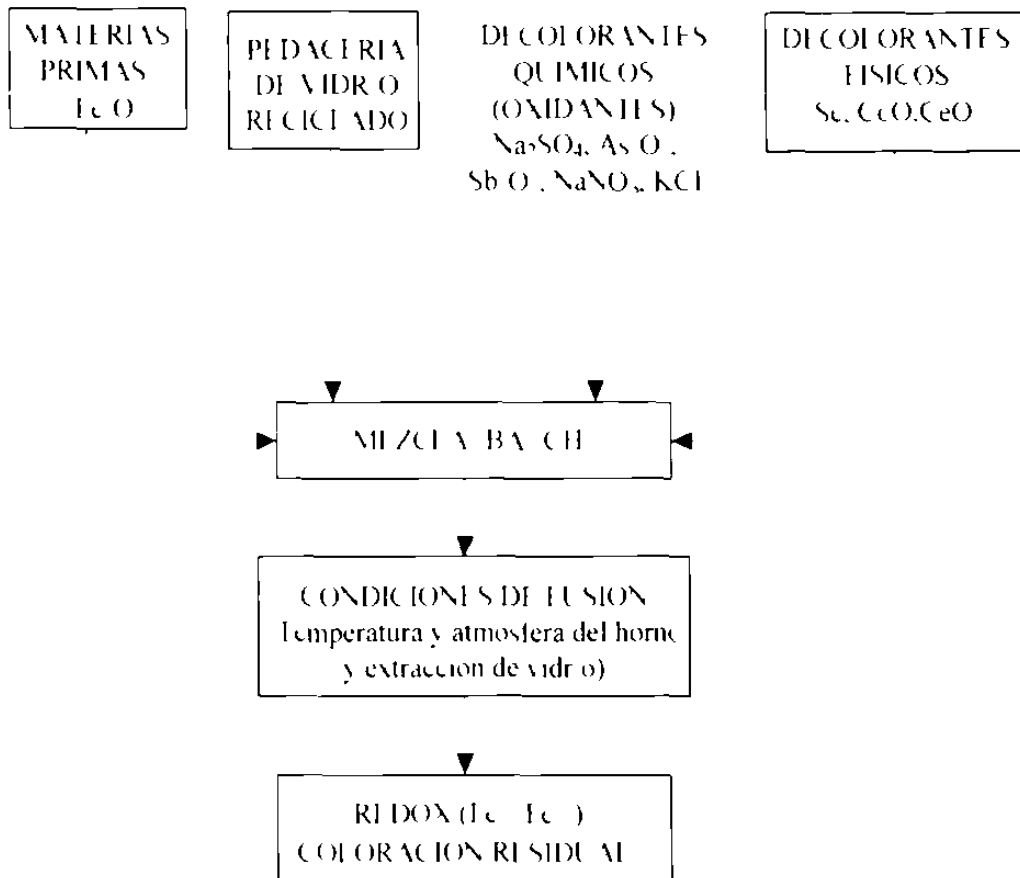 MATERIAS
PRIMAS
Fe O
PEDACERIA
DE VIDRIO
RECICLADO
DECOLORANTES
QUIMICOS
(OXIDANTES)
Na₂SO₄, As O ,
Sb O , NaNO₃, KCl
DECOLORANTES
FISICOS
Se, CoO, CeO
MEZCLA BATCH
CONDICIONES DE FUSION
Temperatura y atmosfera del horno
y extraccion de vidrio)
REDOX (Fe Fe )
COLORACION RESIDUAL